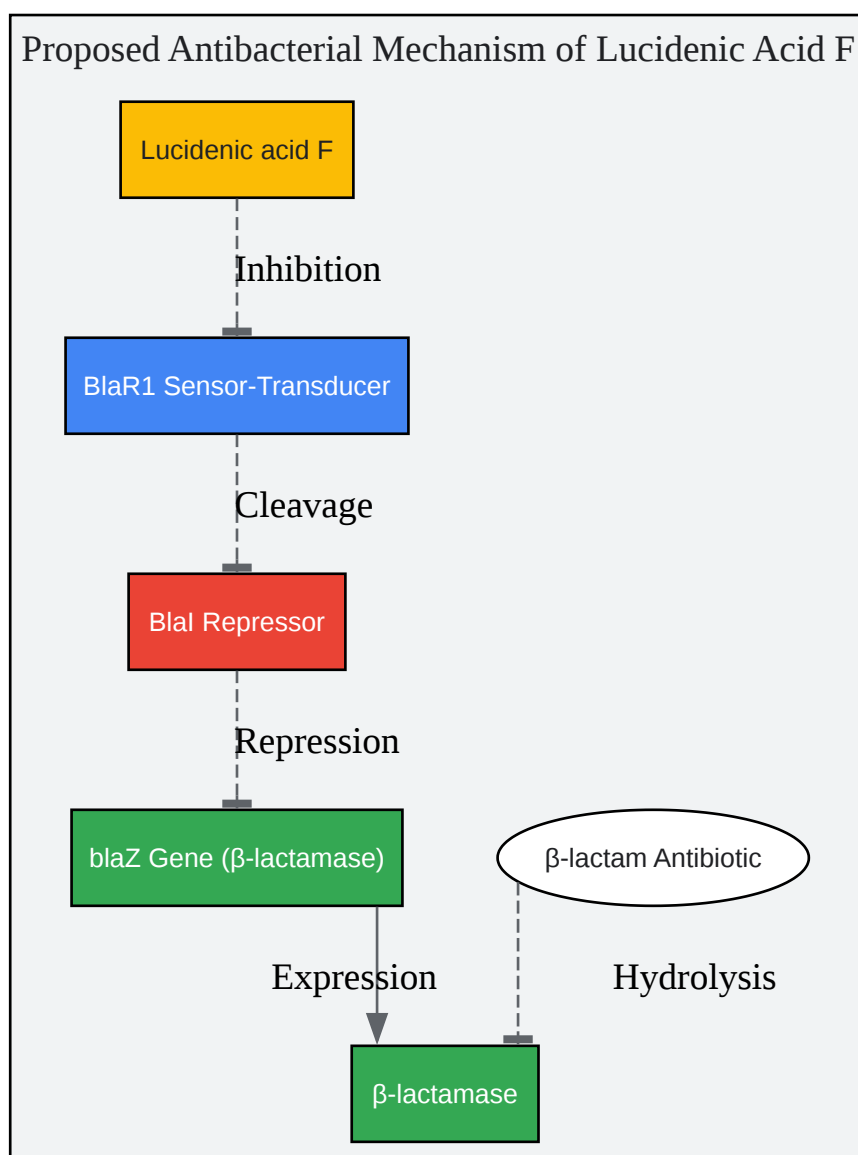 Proposed Antibacterial Mechanism of Lucidenic Acid F
Lucidenic acid F
Inhibition
BlaR1 Sensor-Transducer
Cleavage
BlaI Repressor
Repression
blaZ Gene (β-lactamase)
β-lactam Antibiotic
Expression
Hydrolysis
β-lactamase